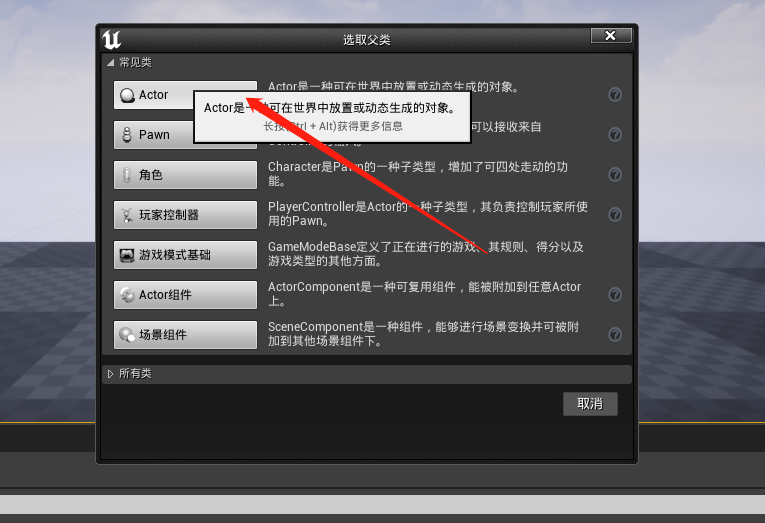 选取父类
常见类
Actor
Actor是一种可在世界中放置或动态生成的对象。
Actor是一种可在世界中放置或动态生成的对象。
长按(Ctrl + Alt)获得更多信息
Pawn
可以接收来自
角色
Character是Pawn的一种子类型，增加了可四处走动的功
能。
玩家控制器
PlayerController是Actor的一种子类型，其负责控制玩家所使
用的Pawn。
游戏模式基础
GameModeBase定义了正在进行的游戏、其规则、得分以及
游戏类型的其他方面。
Actor组件
ActorComponent是一种可复用组件，能被附加到任意Actor
上。
场景组件
SceneComponent是一种组件，能够进行场景变换并可被附
加到其他场景组件下。
所有类
取消